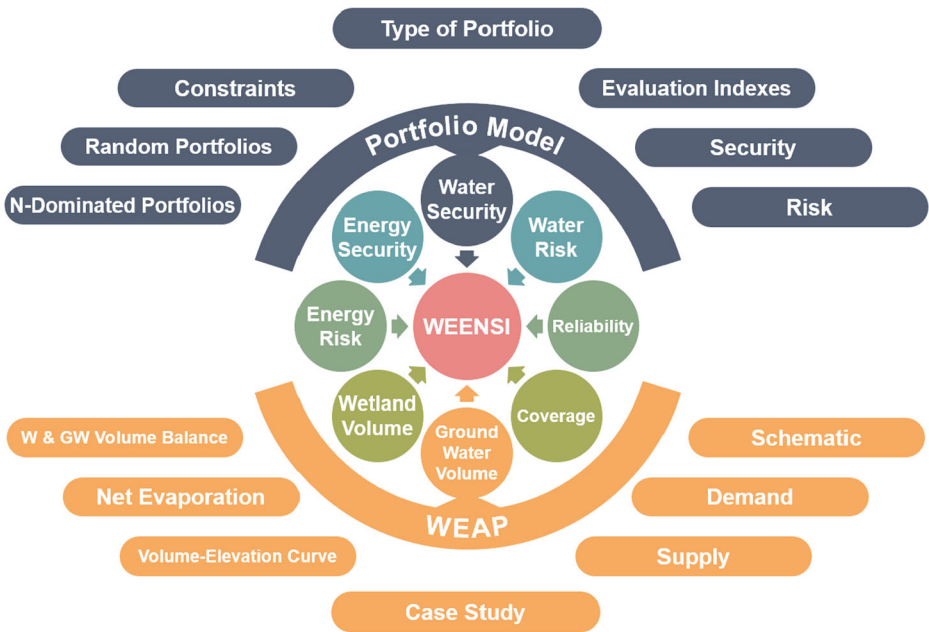 Type of Portfolio
Constraints
Evaluation Indexes
Random Portfolios
Security
N-Dominated Portfolios
Risk
Portfolio Model
Water
Security
Energy
Security
Water
Risk
Energy
Risk
WEENSI
Reliability
Wetland
Volume
Ground
Water
Volume
Coverage
WEAP
W & GW Volume Balance
Schematic
Net Evaporation
Demand
Volume-Elevation Curve
Supply
Case Study